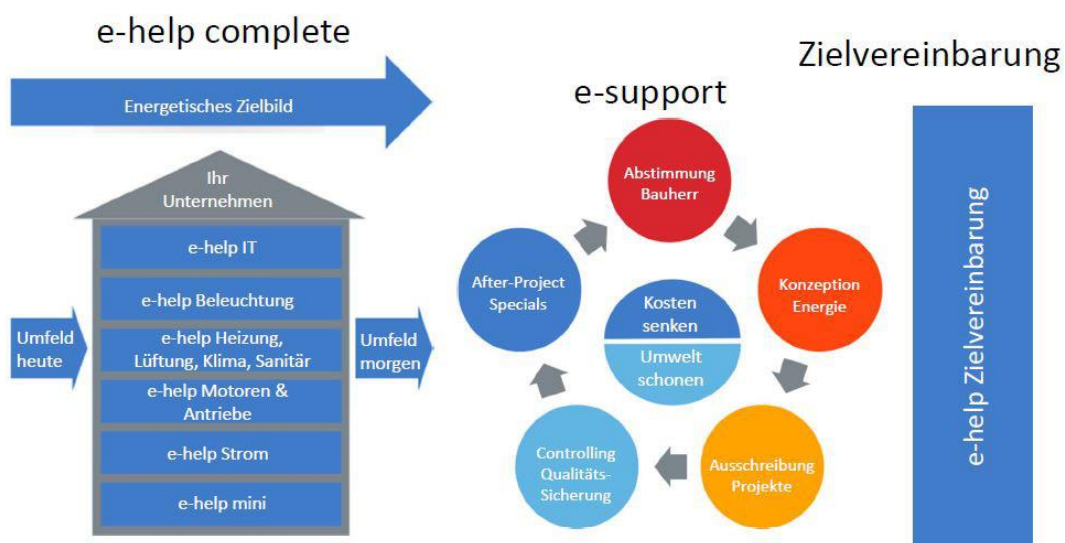 e-help complete
Energetisches Zielbild
Ihr
Unternehmen
e-help IT
e-help Beleuchtung
e-help Heizung,
Lüftung, Klima, Sanitär
e-help Motoren &
Antriebe
e-help Strom
e-help mini
Umfeld
heute
Umfeld
morgen
e-support
Abstimmung
Bauherr
Konzeption
Energie
Ausschreibung
Projekte
Controlling
Qualitäts-
Sicherung
After-Project
Specials
Kosten
senken
Umwelt
schonen
Zielvereinbarung
e-help Zielvereinbarung